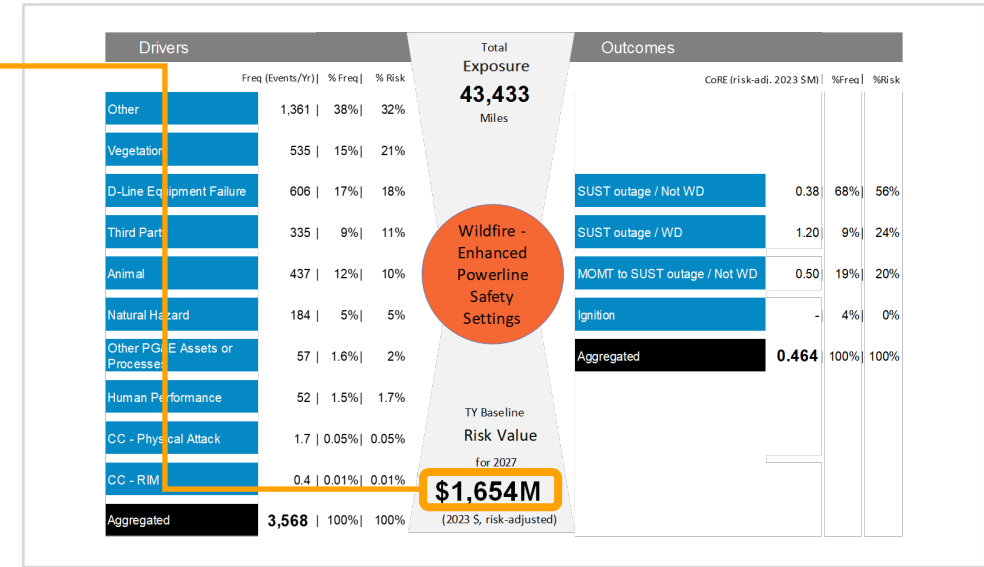 Drivers
Freq (Events/Yr)| % Freq| % Risk
Other 1,361 | 38%| 32%
Vegetation 535 | 15%| 21%
D-Line Equipment Failure 606 | 17%| 18%
Third Party 335 | 9%| 11%
Animal 437 | 12%| 10%
Natural Hazard 184 | 5%| 5%
Other PG&E Assets or
Processes 57 | 1.6%| 2%
Human Performance 52 | 1.5%| 1.7%
CC - Physical Attack 1.7 | 0.05%| 0.05%
CC - RIM 0.4 | 0.01%| 0.01%
Aggregated 3,568 | 100%| 100%
Total
Exposure
43,433
Miles
Wildfire -
Enhanced
Powerline
Safety
Settings
TY Baseline
Risk Value
for 2027
$1,654M
(2023 $, risk-adjusted)
Outcomes
CoRE (risk-adj. 2023 $M)| %Freq| %Risk
SUST outage / Not WD 0.38| 68%| 56%
SUST outage / WD 1.20| 9%| 24%
MOMT to SUST outage / Not WD 0.50| 19%| 20%
Ignition -| 4%| 0%
Aggregated 0.464 | 100%| 100%